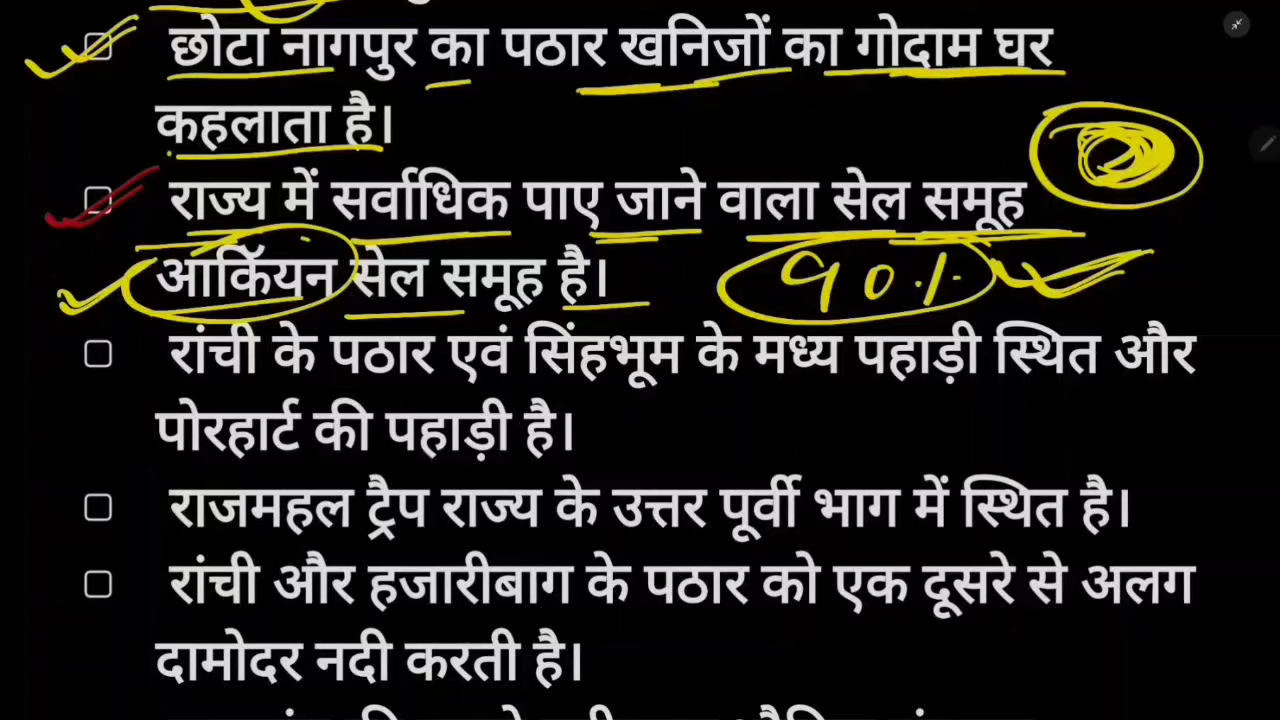 छोटा नागपुर का पठार खनिजों का गोदाम घर
कहलाता है।
राज्य में सर्वाधिक पाए जाने वाला सेल समूह
आर्कियन सेल समूह है। 90%
रांची के पठार एवं सिंहभूम के मध्य पहाड़ी स्थित और
पोरहार्ट की पहाड़ी है।
राजमहल ट्रैप राज्य के उत्तर पूर्वी भाग में स्थित है।
रांची और हजारीबाग के पठार को एक दूसरे से अलग
दामोदर नदी करती है।